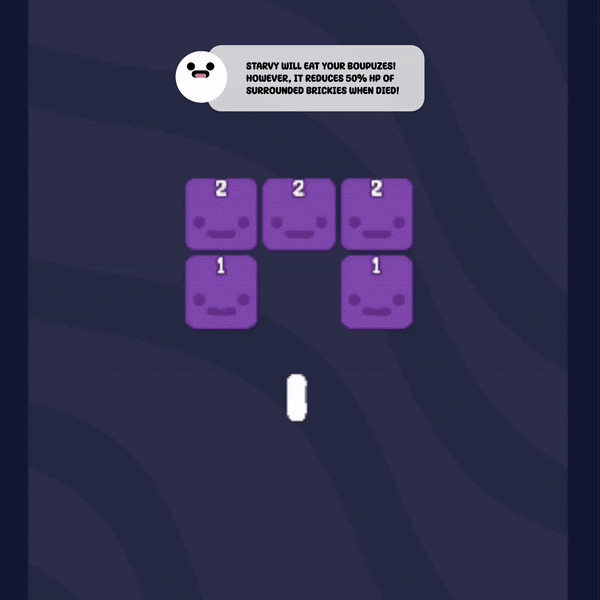 STARVY WILL EAT YOUR BOUPUZES!
HOWEVER, IT REDUCES 50% HP OF
SURROUNDED BRICKIES WHEN DIED!
2 2 2
1 1